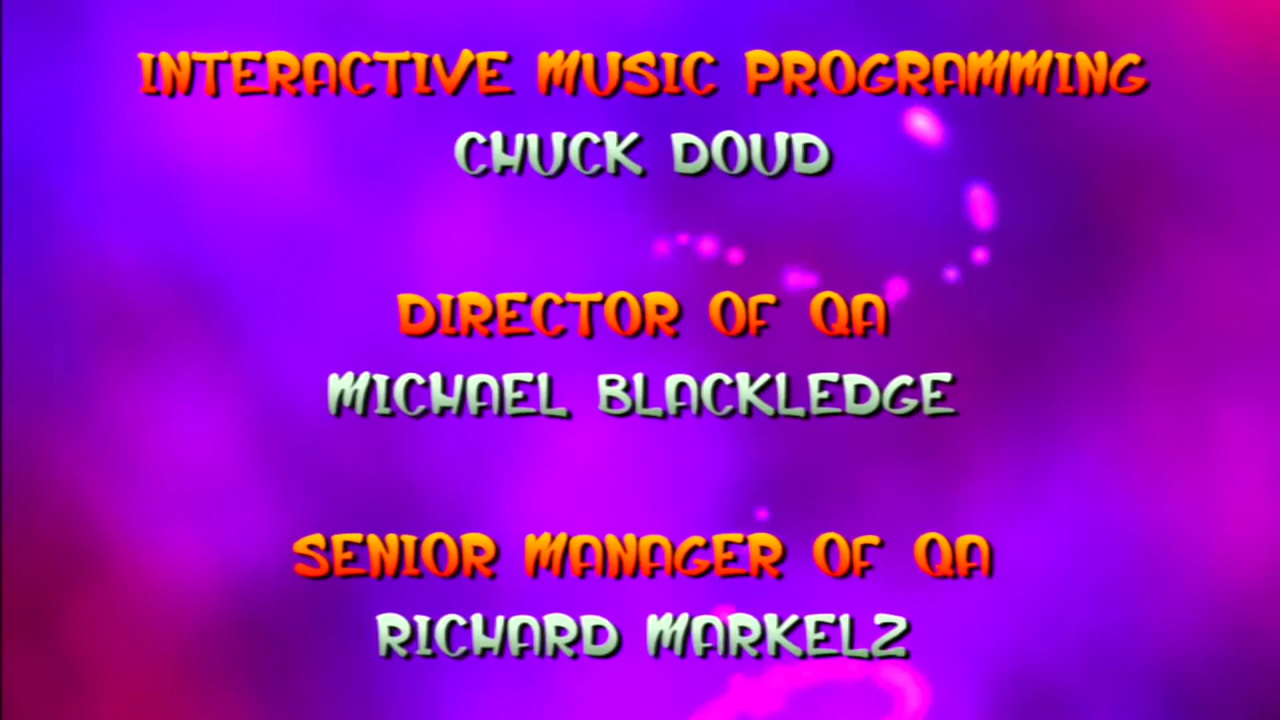 INTERACTIVE MUSIC PROGRAMMING
CHUCK DOUD
DIRECTOR OF QA
MICHAEL BLACKLEDGE
SENIOR MANAGER OF QA
RICHARD MARKELZ